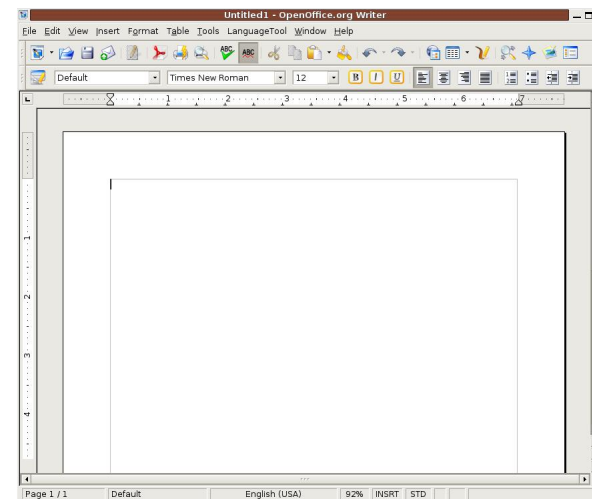 Untitled1 - OpenOffice.org Writer
File Edit View Insert Format Table Tools LanguageTool Window Help
ABC ABC
Default Times New Roman 12 B I U
1 2 3 4 5 6 7
1
2
3
4
Page 1 / 1 Default English (USA) 92% INSRT STD